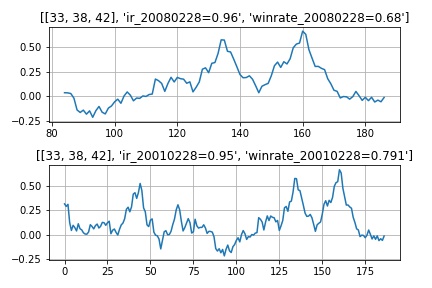 [[33, 38, 42], 'ir_20080228=0.96', 'winrate_20080228=0.68']
0.50
0.25
0.00
−0.25
80 100 120 140 160 180
[[33, 38, 42], 'ir_20010228=0.95', 'winrate_20010228=0.791']
0.50
0.25
0.00
−0.25
0 25 50 75 100 125 150 175